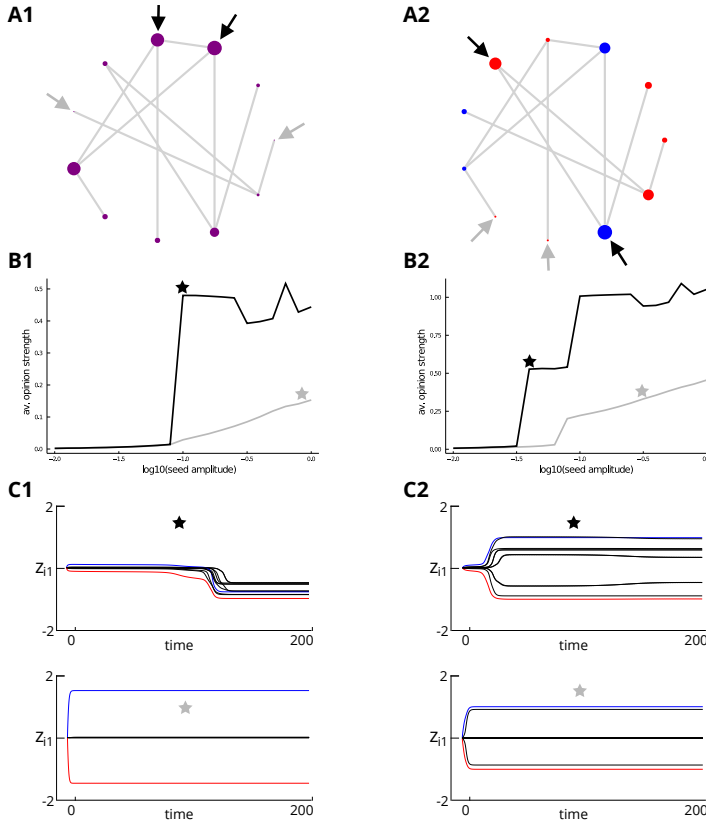 A1 A2
B1 B2
0.5
0.4
0.3
0.2
0.1
0.0
av. opinion strength
−2.0 −1.5 −1.0 −0.5 0.0
log10(seed amplitude)
1.00
0.75
0.50
0.25
0.00
av. opinion strength
−2.0 −1.5 −1.0 −0.5 0.0
log10(seed amplitude)
C1 C2
2
zi1
-2
0 time 200
2
zi1
-2
0 time 200
2
zi1
-2
0 time 200
2
zi1
-2
0 time 200